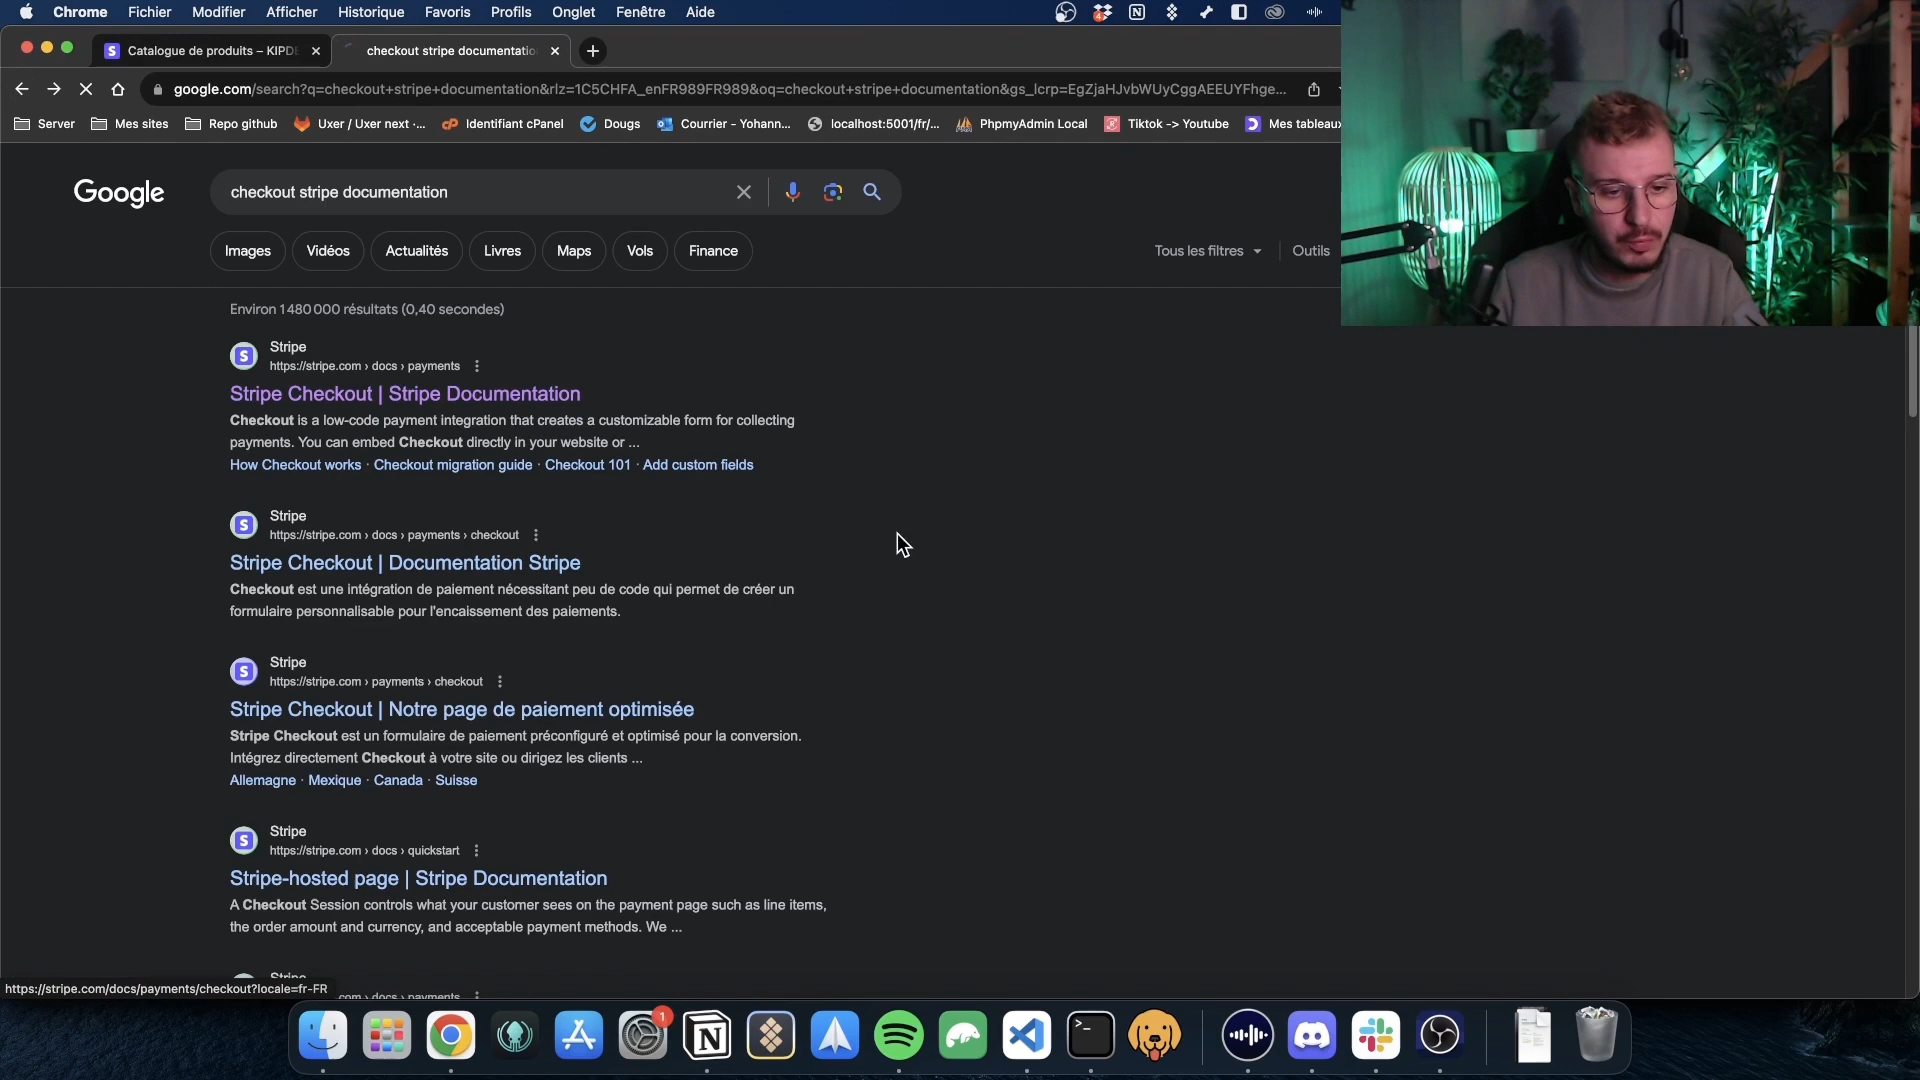 Chrome Fichier Modifier Afficher Historique Favoris Profils Onglet Fenêtre Aide
Catalogue de produits – KIPDE
checkout stripe documentatio
google.com/search?q=checkout+stripe+documentation&rlz=1C5CHFA_enFR989FR989&oq=checkout+stripe+documentation&gs_lcrp=EgZjaHJvbWUyCggAEEUYFhge...
Server Mes sites Repo github Uxer / Uxer next ·... Identifiant cPanel Dougs Courrier - Yohann... localhost:5001/fr/... PhpmyAdmin Local Tiktok -> Youtube Mes tableaux
Google
checkout stripe documentation
Images Vidéos Actualités Livres Maps Vols Finance
Tous les filtres Outils
Environ 1 480 000 résultats (0,40 secondes)
Stripe
https://stripe.com › docs › payments
Stripe Checkout | Stripe Documentation
Checkout is a low-code payment integration that creates a customizable form for collecting
payments. You can embed Checkout directly in your website or ...
How Checkout works · Checkout migration guide · Checkout 101 · Add custom fields
Stripe
https://stripe.com › docs › payments › checkout
Stripe Checkout | Documentation Stripe
Checkout est une intégration de paiement nécessitant peu de code qui permet de créer un
formulaire personnalisable pour l'encaissement des paiements.
Stripe
https://stripe.com › payments › checkout
Stripe Checkout | Notre page de paiement optimisée
Stripe Checkout est un formulaire de paiement préconfiguré et optimisé pour la conversion.
Intégrez directement Checkout à votre site ou dirigez les clients ...
Allemagne · Mexique · Canada · Suisse
Stripe
https://stripe.com › docs › quickstart
Stripe-hosted page | Stripe Documentation
A Checkout Session controls what your customer sees on the payment page such as line items,
the order amount and currency, and acceptable payment methods. We ...
Stripe
https://stripe.com/docs/payments/checkout?locale=fr-FR
.com › docs › payments
1